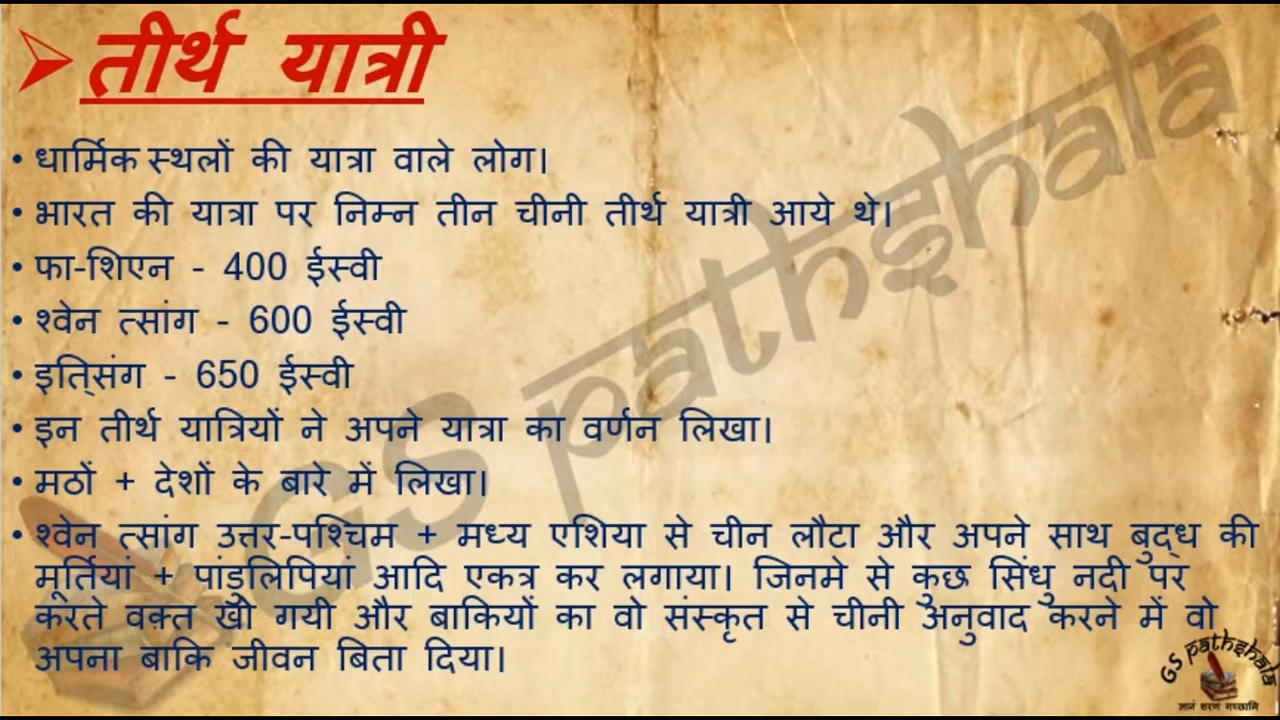 तीर्थ यात्री
• धार्मिक स्थलों की यात्रा वाले लोग।
• भारत की यात्रा पर निम्न तीन चीनी तीर्थ यात्री आये थे।
• फा-शिएन - 400 ईस्वी
• श्वेन त्सांग - 600 ईस्वी
• इत्सिंग - 650 ईस्वी
• इन तीर्थ यात्रियों ने अपने यात्रा का वर्णन लिखा।
• मठों + देशों के बारे में लिखा।
• श्वेन त्सांग उत्तर-पश्चिम + मध्य एशिया से चीन लौटा और अपने साथ बुद्ध की
मूर्तियां + पांडुलिपियां आदि एकत्र कर लगाया। जिनमे से कुछ सिंधु नदी पर
करते वक़्त खो गयी और बाकियों का वो संस्कृत से चीनी अनुवाद करने में वो
अपना बाकि जीवन बिता दिया।
GS pathshala
GS pathshala
ज्ञानं शरणं गच्छामि